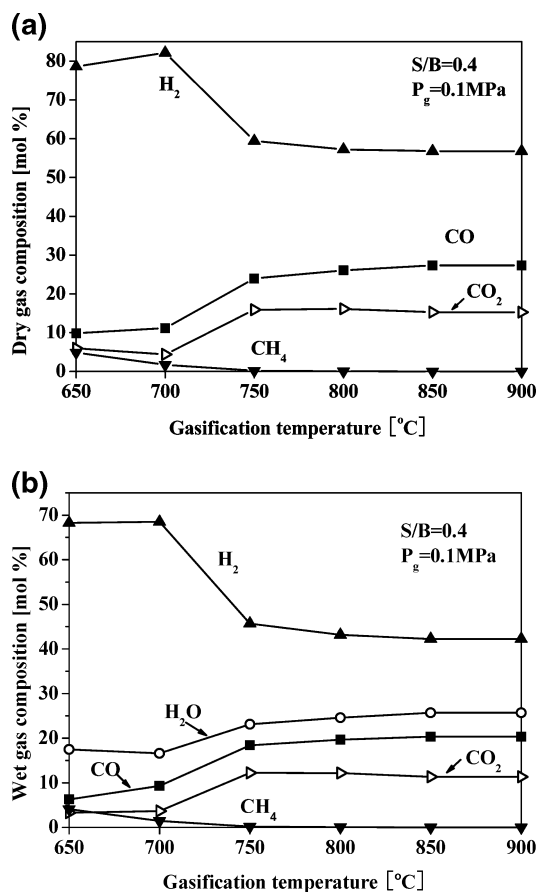 (a)
80
70
60
50
40
30
20
10
0
Dry gas composition [mol %]
S/B=0.4
Pg=0.1MPa
H2
CO
CO2
CH4
650 700 750 800 850 900
Gasification temperature [°C]
(b)
70
60
50
40
30
20
10
0
Wet gas composition [mol %]
S/B=0.4
Pg=0.1MPa
H2
H2O
CO
CO2
CH4
650 700 750 800 850 900
Gasification temperature [°C]